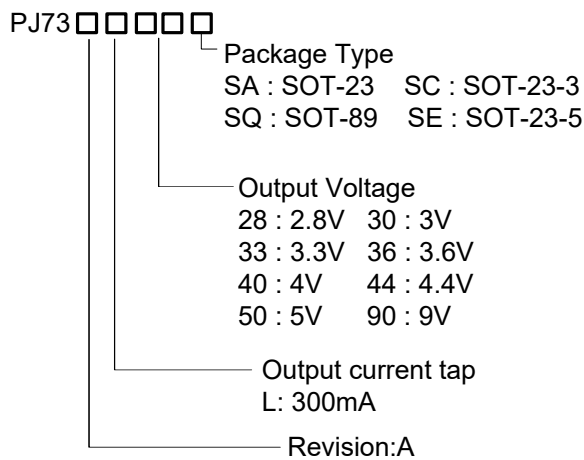 PJ73□□□□□
Package Type
SA : SOT-23 SC : SOT-23-3
SQ : SOT-89 SE : SOT-23-5
Output Voltage
28 : 2.8V 30 : 3V
33 : 3.3V 36 : 3.6V
40 : 4V 44 : 4.4V
50 : 5V 90 : 9V
Output current tap
L: 300mA
Revision:A